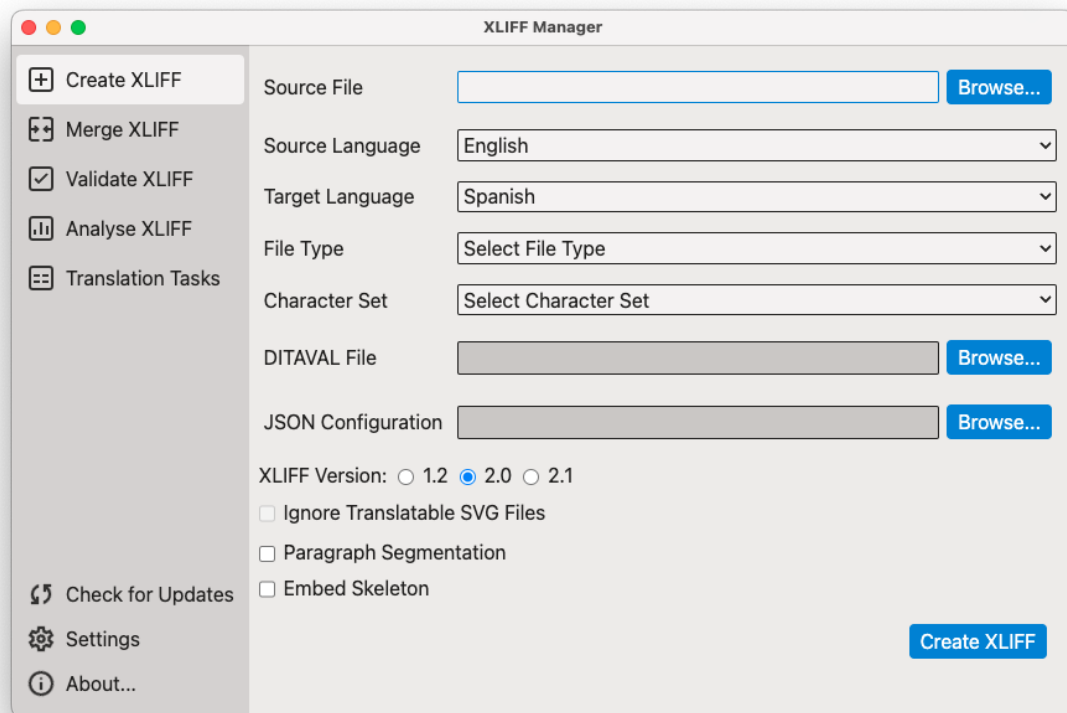 XLIFF Manager
Create XLIFF
Merge XLIFF
Validate XLIFF
Analyse XLIFF
Translation Tasks
Check for Updates
Settings
About...
Source File
Browse...
Source Language English
Target Language Spanish
File Type Select File Type
Character Set Select Character Set
DITAVAL File Browse...
JSON Configuration Browse...
XLIFF Version: 1.2 2.0 2.1
Ignore Translatable SVG Files
Paragraph Segmentation
Embed Skeleton
Create XLIFF